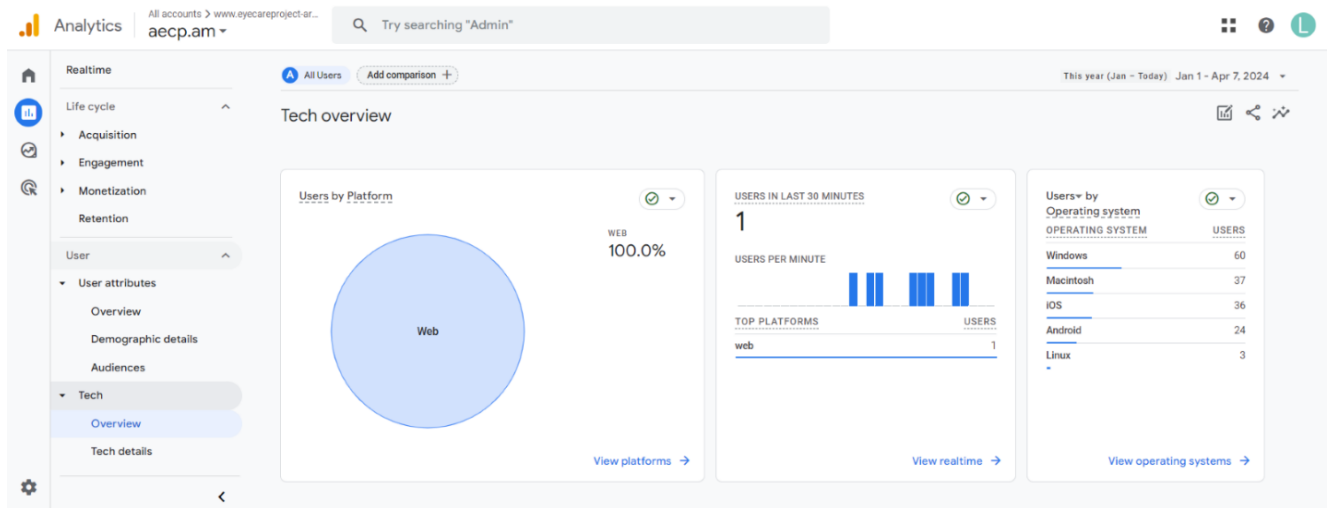 Analytics
All accounts > www.eyecareproject-ar...
aecp.am
Try searching "Admin"
L
Realtime
Life cycle
Acquisition
Engagement
Monetization
Retention
User
User attributes
Overview
Demographic details
Audiences
Tech
Overview
Tech details
A All Users
Add comparison +
This year (Jan – Today) Jan 1 - Apr 7, 2024
Tech overview
Users by Platform
WEB
100.0%
Web
View platforms →
USERS IN LAST 30 MINUTES
1
USERS PER MINUTE
TOP PLATFORMS USERS
web 1
View realtime →
Users by
Operating system
OPERATING SYSTEM USERS
Windows 60
Macintosh 37
iOS 36
Android 24
Linux 3
View operating systems →